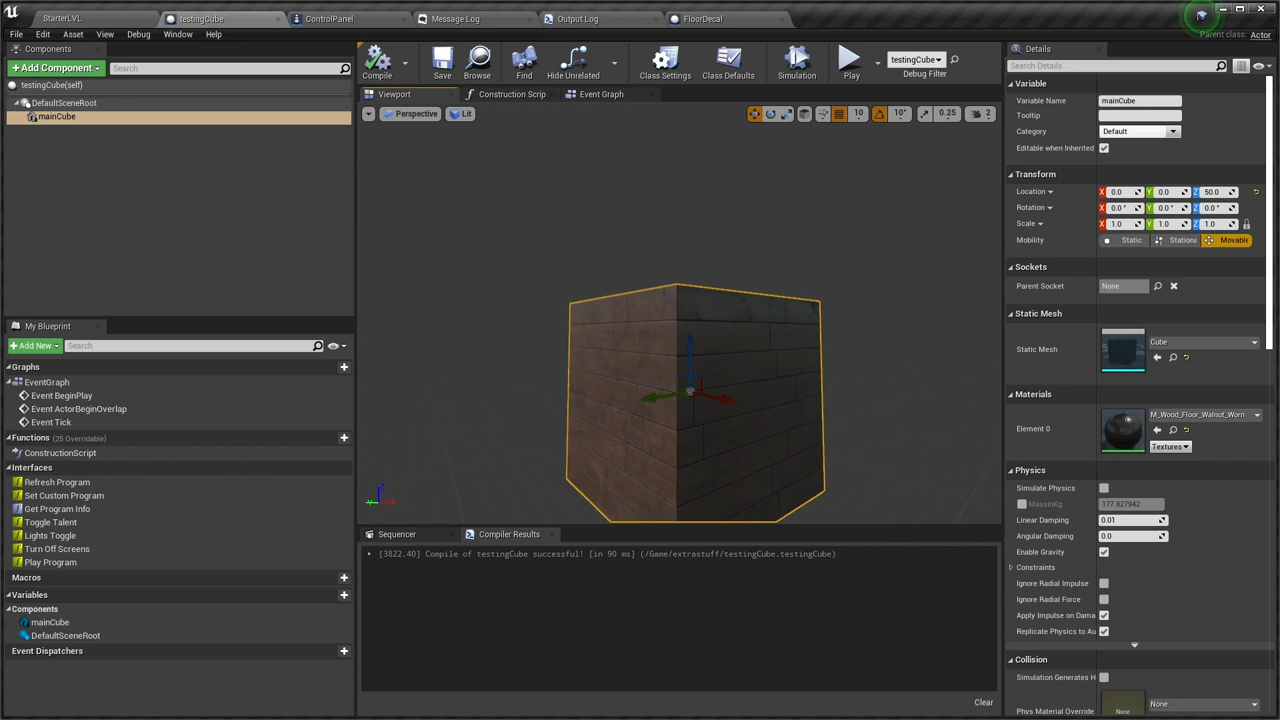 StarterLVL
testingCube
ControlPanel
Message Log
Output Log
FloorDecal
File Edit Asset View Debug Window Help
Parent class: Actor
Components
+ Add Component
Search
testingCube(self)
DefaultSceneRoot
mainCube
My Blueprint
+ Add New
Search
Graphs
EventGraph
Event BeginPlay
Event ActorBeginOverlap
Event Tick
Functions (25 Overridable)
ConstructionScript
Interfaces
Refresh Program
Set Custom Program
Get Program Info
Toggle Talent
Lights Toggle
Turn Off Screens
Play Program
Macros
Variables
Components
mainCube
DefaultSceneRoot
Event Dispatchers
Compile
Save
Browse
Find
Hide Unrelated
Class Settings
Class Defaults
Simulation
Play
testingCube
Debug Filter
Viewport
Construction Scrip
Event Graph
Perspective
Lit
10
10°
0.25
2
Sequencer
Compiler Results
[3822.40] Compile of testingCube successful! [in 90 ms] (/Game/extrastuff/testingCube.testingCube)
Clear
Details
Search Details
Variable
Variable Name mainCube
Tooltip
Category Default
Editable when Inherited
Transform
Location X 0.0 Y 0.0 Z 50.0
Rotation X 0.0° Y 0.0° Z 0.0°
Scale X 1.0 Y 1.0 Z 1.0
Mobility Static Stationa Movable
Sockets
Parent Socket None
Static Mesh
Static Mesh Cube
Materials
Element 0 M_Wood_Floor_Walnut_Worn
Textures
Physics
Simulate Physics
MassInKg 177.827942
Linear Damping 0.01
Angular Damping 0.0
Enable Gravity
Constraints
Ignore Radial Impulse
Ignore Radial Force
Apply Impulse on Dama
Replicate Physics to Au
Collision
Simulation Generates H
Phys Material Override None None